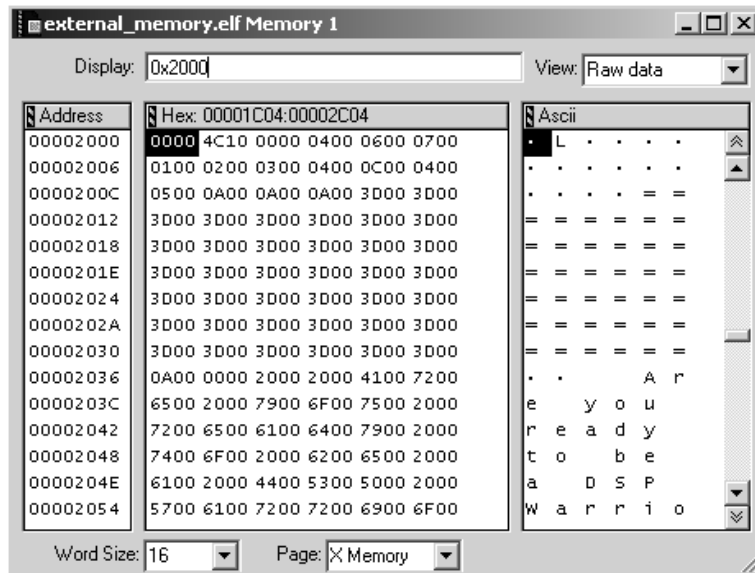 external_memory.elf Memory 1
Display: 0x2000 View: Raw data
Address Hex: 00001C04:00002C04 Ascii
00002000 0000 4C10 0000 0400 0600 0700 · L · · · ·
00002006 0100 0200 0300 0400 0C00 0400 · · · · · ·
0000200C 0500 0A00 0A00 0A00 3D00 3D00 · · · · = =
00002012 3D00 3D00 3D00 3D00 3D00 3D00 = = = = = =
00002018 3D00 3D00 3D00 3D00 3D00 3D00 = = = = = =
0000201E 3D00 3D00 3D00 3D00 3D00 3D00 = = = = = =
00002024 3D00 3D00 3D00 3D00 3D00 3D00 = = = = = =
0000202A 3D00 3D00 3D00 3D00 3D00 3D00 = = = = = =
00002030 3D00 3D00 3D00 3D00 3D00 3D00 = = = = = =
00002036 0A00 0000 2000 2000 4100 7200 · · A r
0000203C 6500 2000 7900 6F00 7500 2000 e y o u
00002042 7200 6500 6100 6400 7900 2000 r e a d y
00002048 7400 6F00 2000 6200 6500 2000 t o b e
0000204E 6100 2000 4400 5300 5000 2000 a D S P
00002054 5700 6100 7200 7200 6900 6F00 W a r r i o
Word Size: 16 Page: X Memory